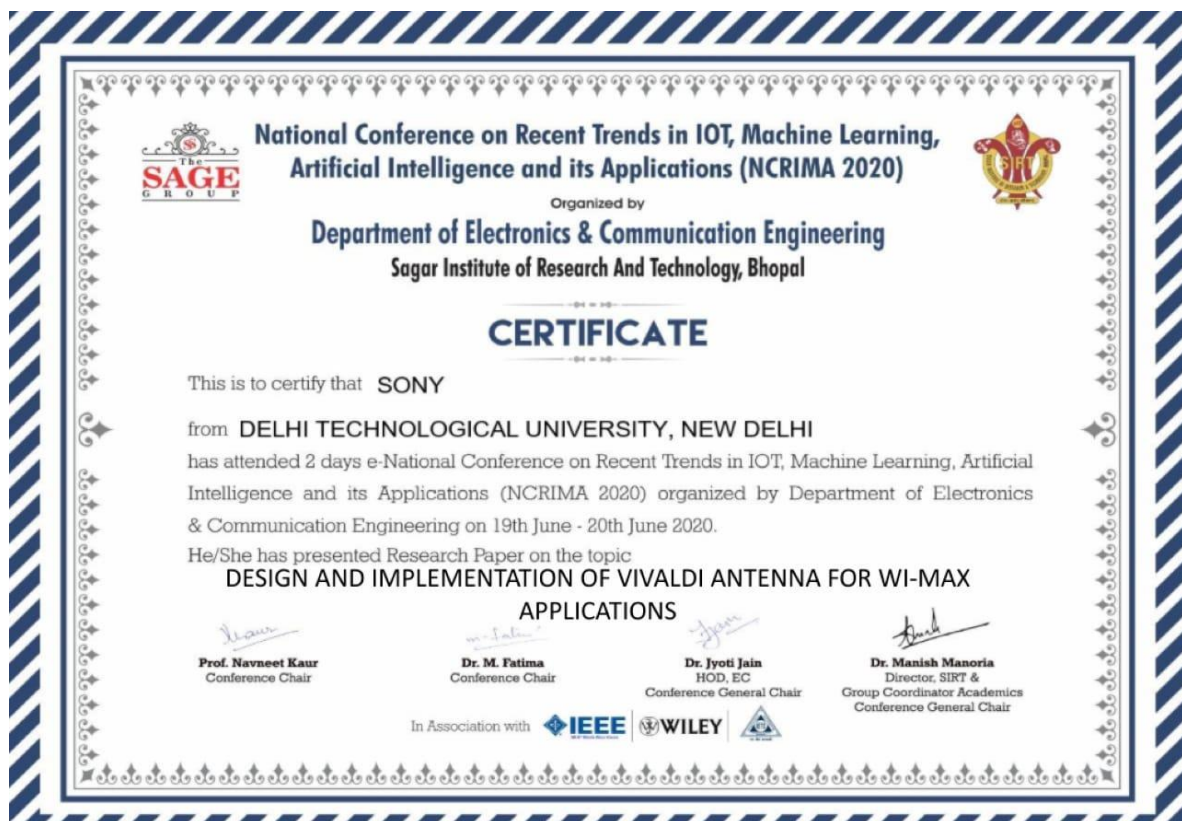 The
SAGE
GROUP
SIRT
National Conference on Recent Trends in IOT, Machine Learning,
Artificial Intelligence and its Applications (NCRIMA 2020)
Organized by
Department of Electronics & Communication Engineering
Sagar Institute of Research And Technology, Bhopal
CERTIFICATE
This is to certify that SONY
from DELHI TECHNOLOGICAL UNIVERSITY, NEW DELHI
has attended 2 days e-National Conference on Recent Trends in IOT, Machine Learning, Artificial
Intelligence and its Applications (NCRIMA 2020) organized by Department of Electronics
& Communication Engineering on 19th June - 20th June 2020.
He/She has presented Research Paper on the topic
DESIGN AND IMPLEMENTATION OF VIVALDI ANTENNA FOR WI-MAX
APPLICATIONS
Prof. Navneet Kaur
Conference Chair
Dr. M. Fatima
Conference Chair
Dr. Jyoti Jain
HOD, EC
Conference General Chair
Dr. Manish Manoria
Director, SIRT &
Group Coordinator Academics
Conference General Chair
In Association with IEEE WILEY